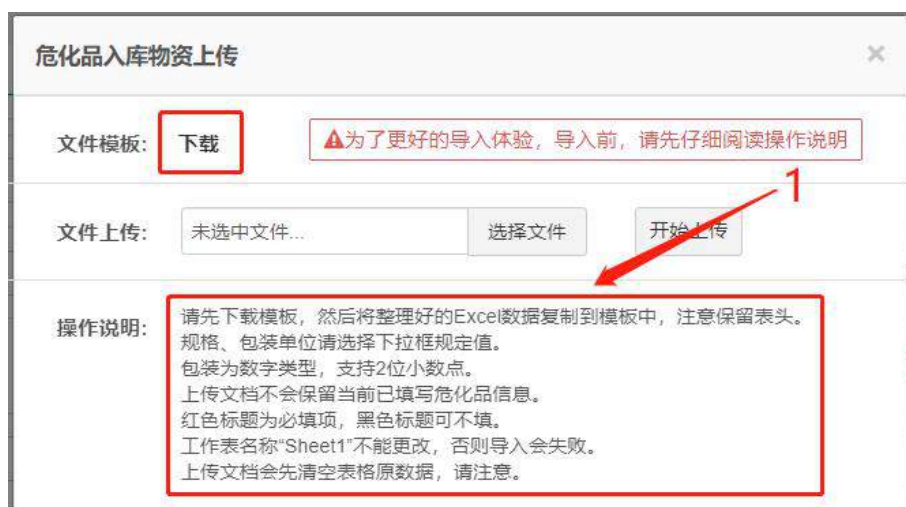 危化品入库物资上传 ×
文件模板: 下载 为了更好的导入体验，导入前，请先仔细阅读操作说明
1
文件上传: 未选中文件... 选择文件 开始上传
操作说明: 请先下载模板，然后将整理好的Excel数据复制到模板中，注意保留表头。
规格、包装单位请选择下拉框规定值。
包装为数字类型，支持2位小数点。
上传文档不会保留当前已填写危化品信息。
红色标题为必填项，黑色标题可不填。
工作表名称“Sheet1”不能更改，否则导入会失败。
上传文档会先清空表格原数据，请注意。